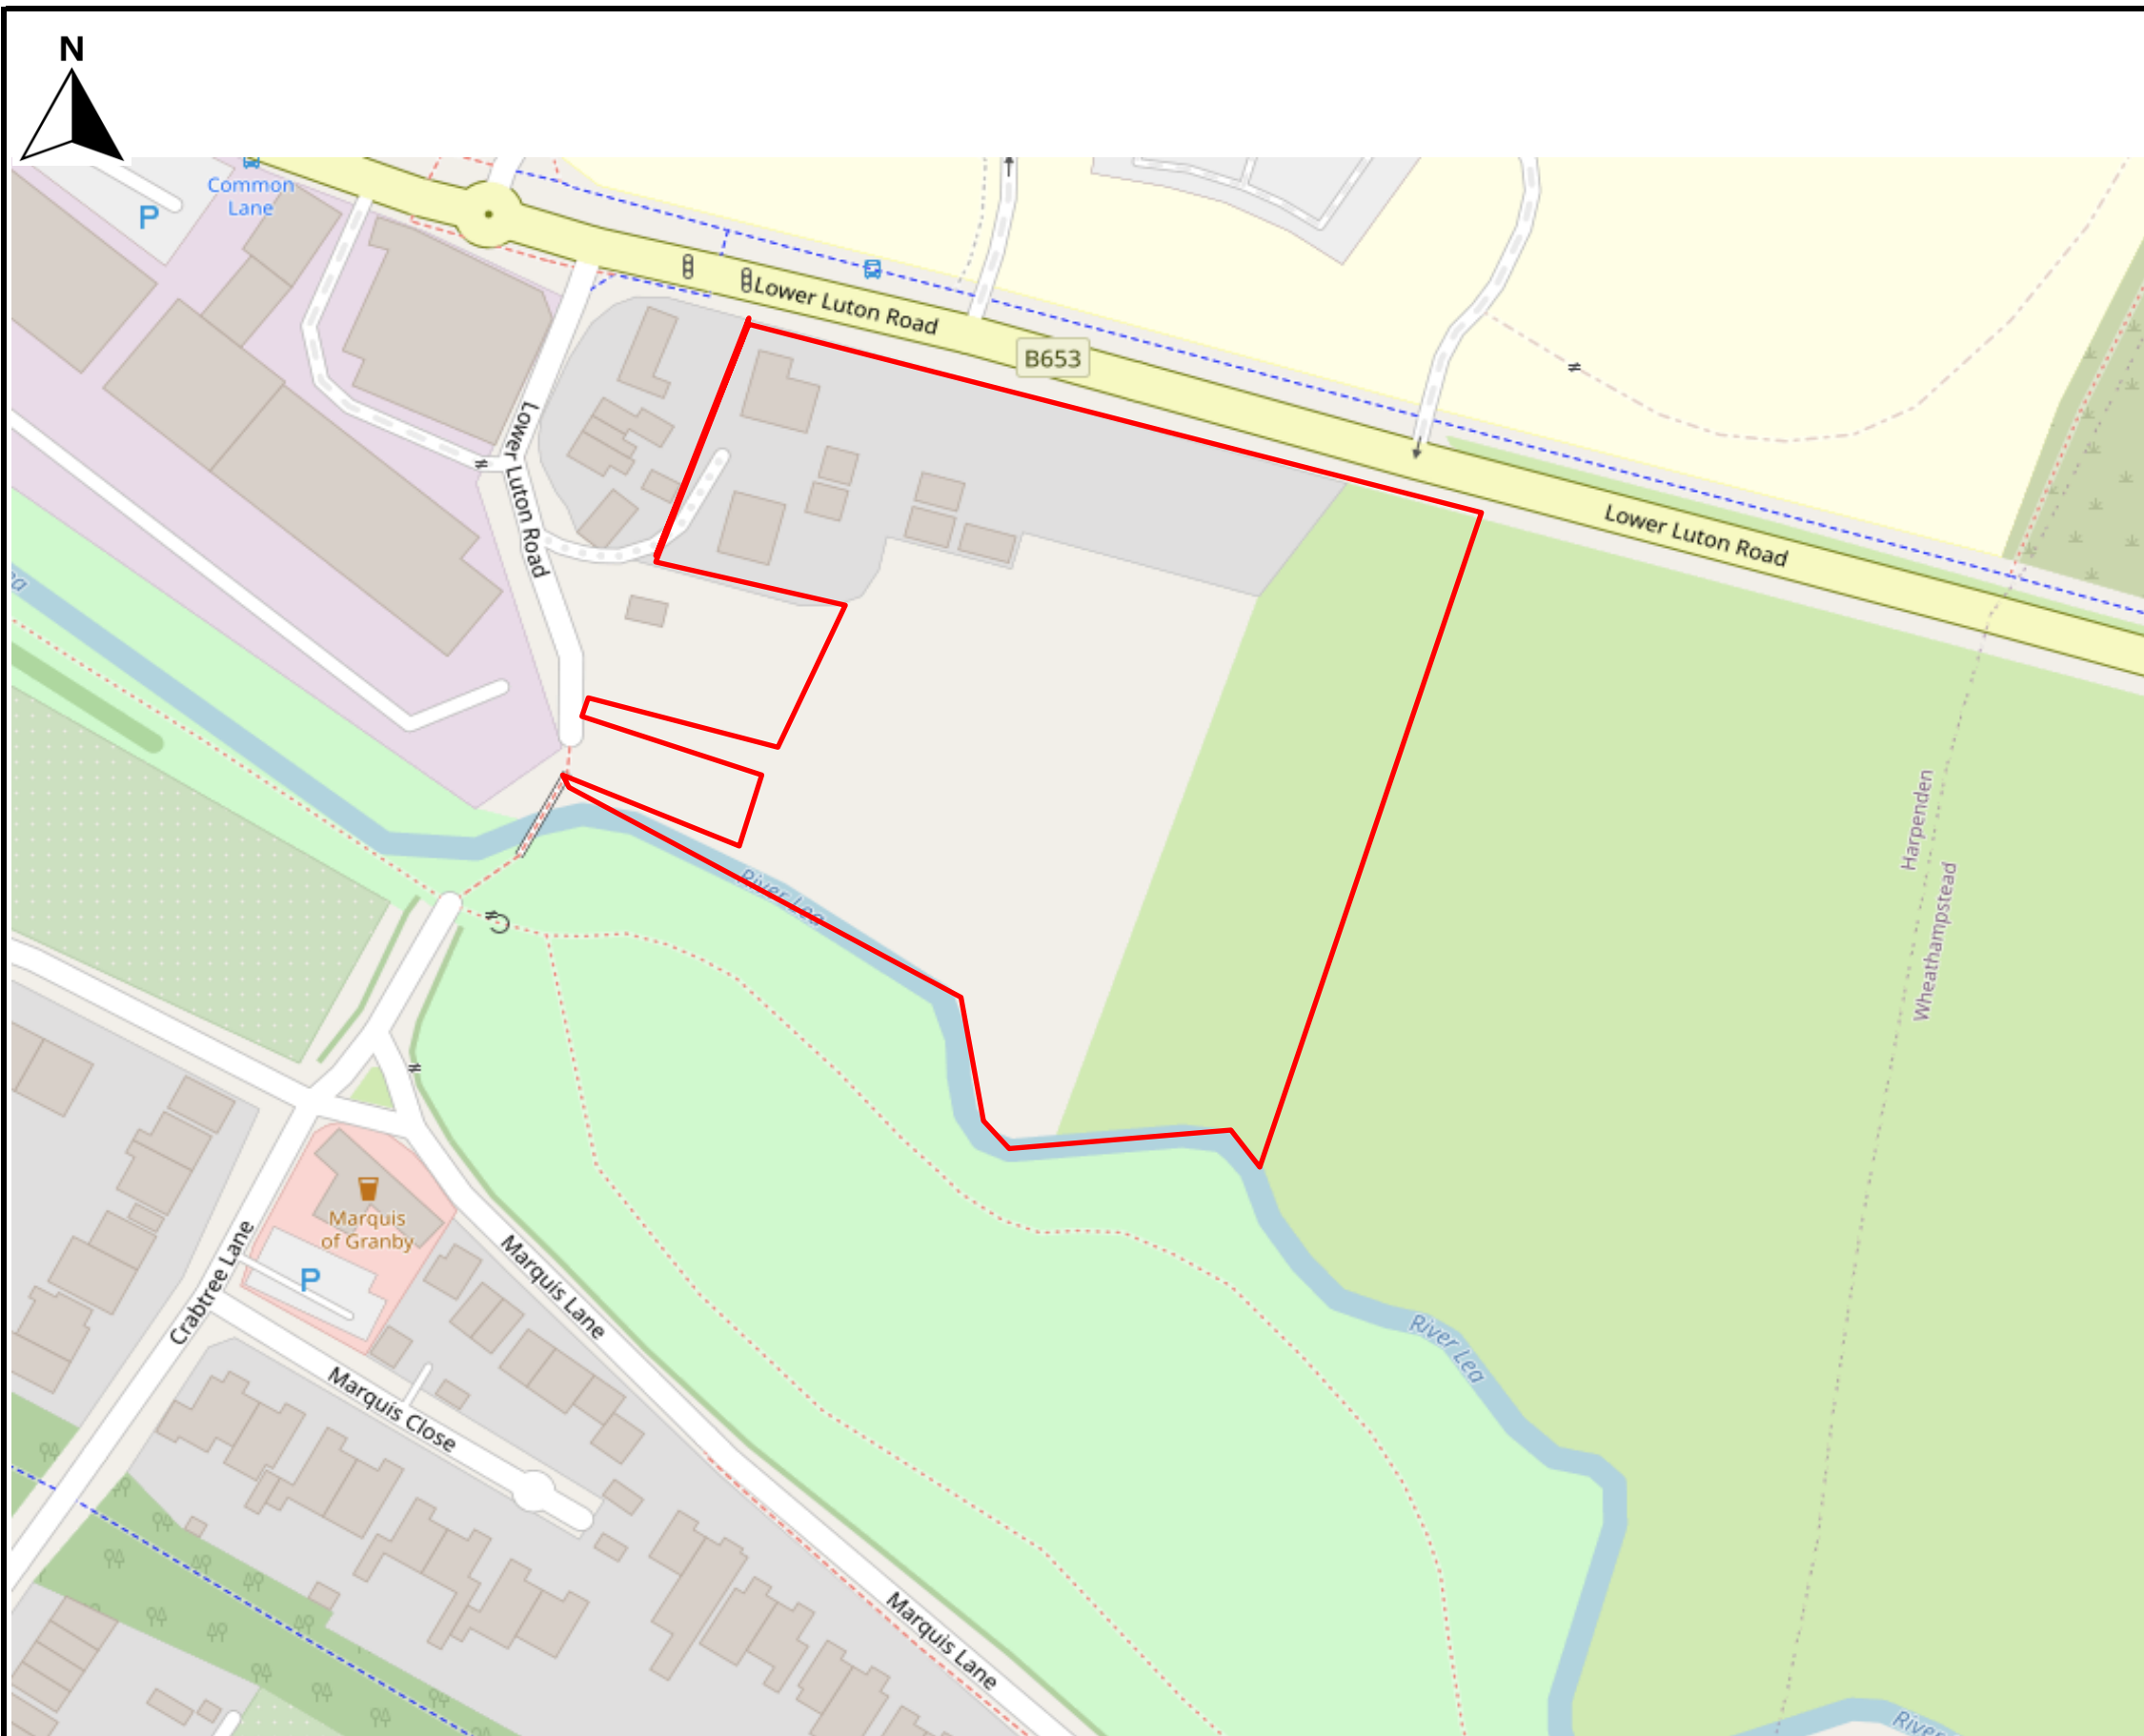 N
Common
Lane
P
Lower Luton Road
B653
Lower Luton Road
Lower Luton Road
River Lea
Harpenden
Wheathampstead
Marquis
of Granby
P
Crabtree Lane
Marquis Lane
Marquis Close
River Lea
Marquis Lane
River